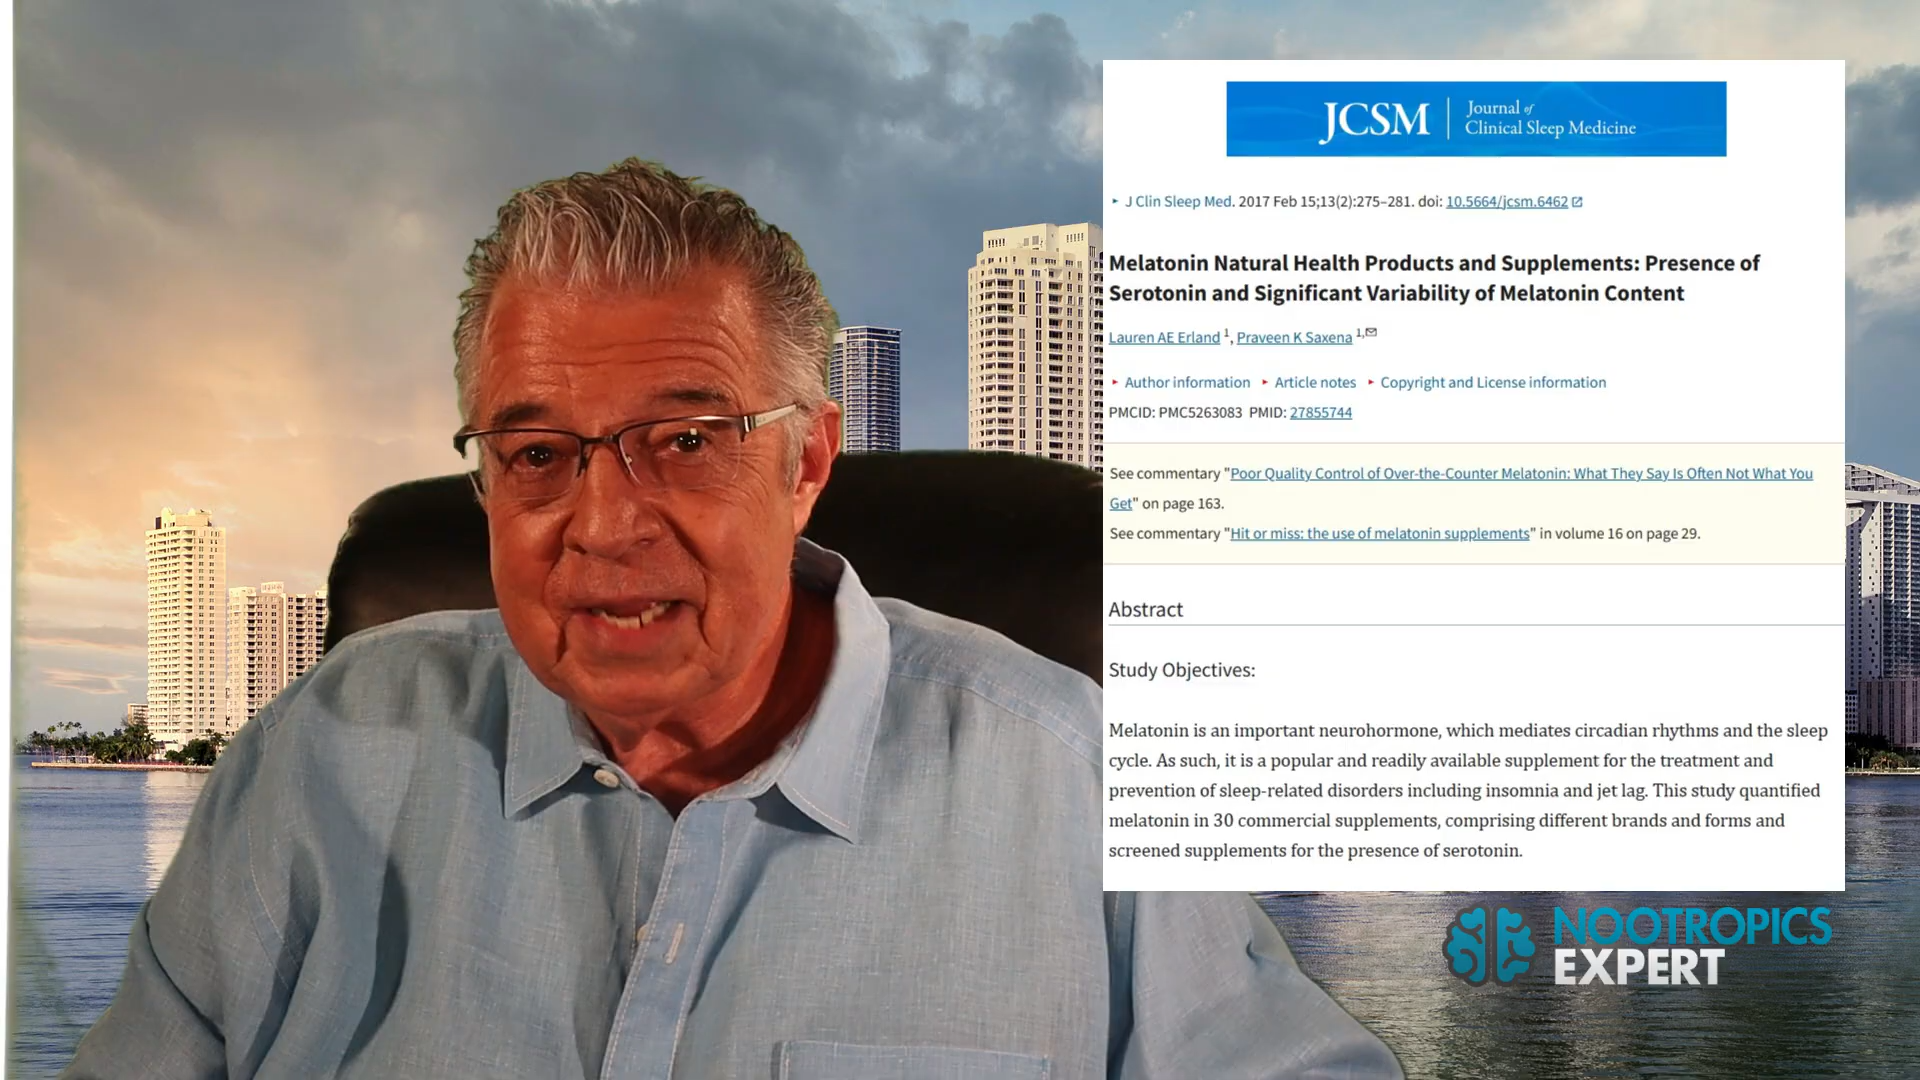 JCSM
Journal of
Clinical Sleep Medicine
‣ J Clin Sleep Med. 2017 Feb 15;13(2):275–281. doi: 10.5664/jcsm.6462
Melatonin Natural Health Products and Supplements: Presence of
Serotonin and Significant Variability of Melatonin Content
Lauren AE Erland 1, Praveen K Saxena 1,✉
‣ Author information ‣ Article notes ‣ Copyright and License information
PMCID: PMC5263083 PMID: 27855744
See commentary "Poor Quality Control of Over-the-Counter Melatonin: What They Say Is Often Not What You
Get" on page 163.
See commentary "Hit or miss: the use of melatonin supplements" in volume 16 on page 29.
Abstract
Study Objectives:
Melatonin is an important neurohormone, which mediates circadian rhythms and the sleep
cycle. As such, it is a popular and readily available supplement for the treatment and
prevention of sleep-related disorders including insomnia and jet lag. This study quantified
melatonin in 30 commercial supplements, comprising different brands and forms and
screened supplements for the presence of serotonin.
NOOTROPICS
EXPERT